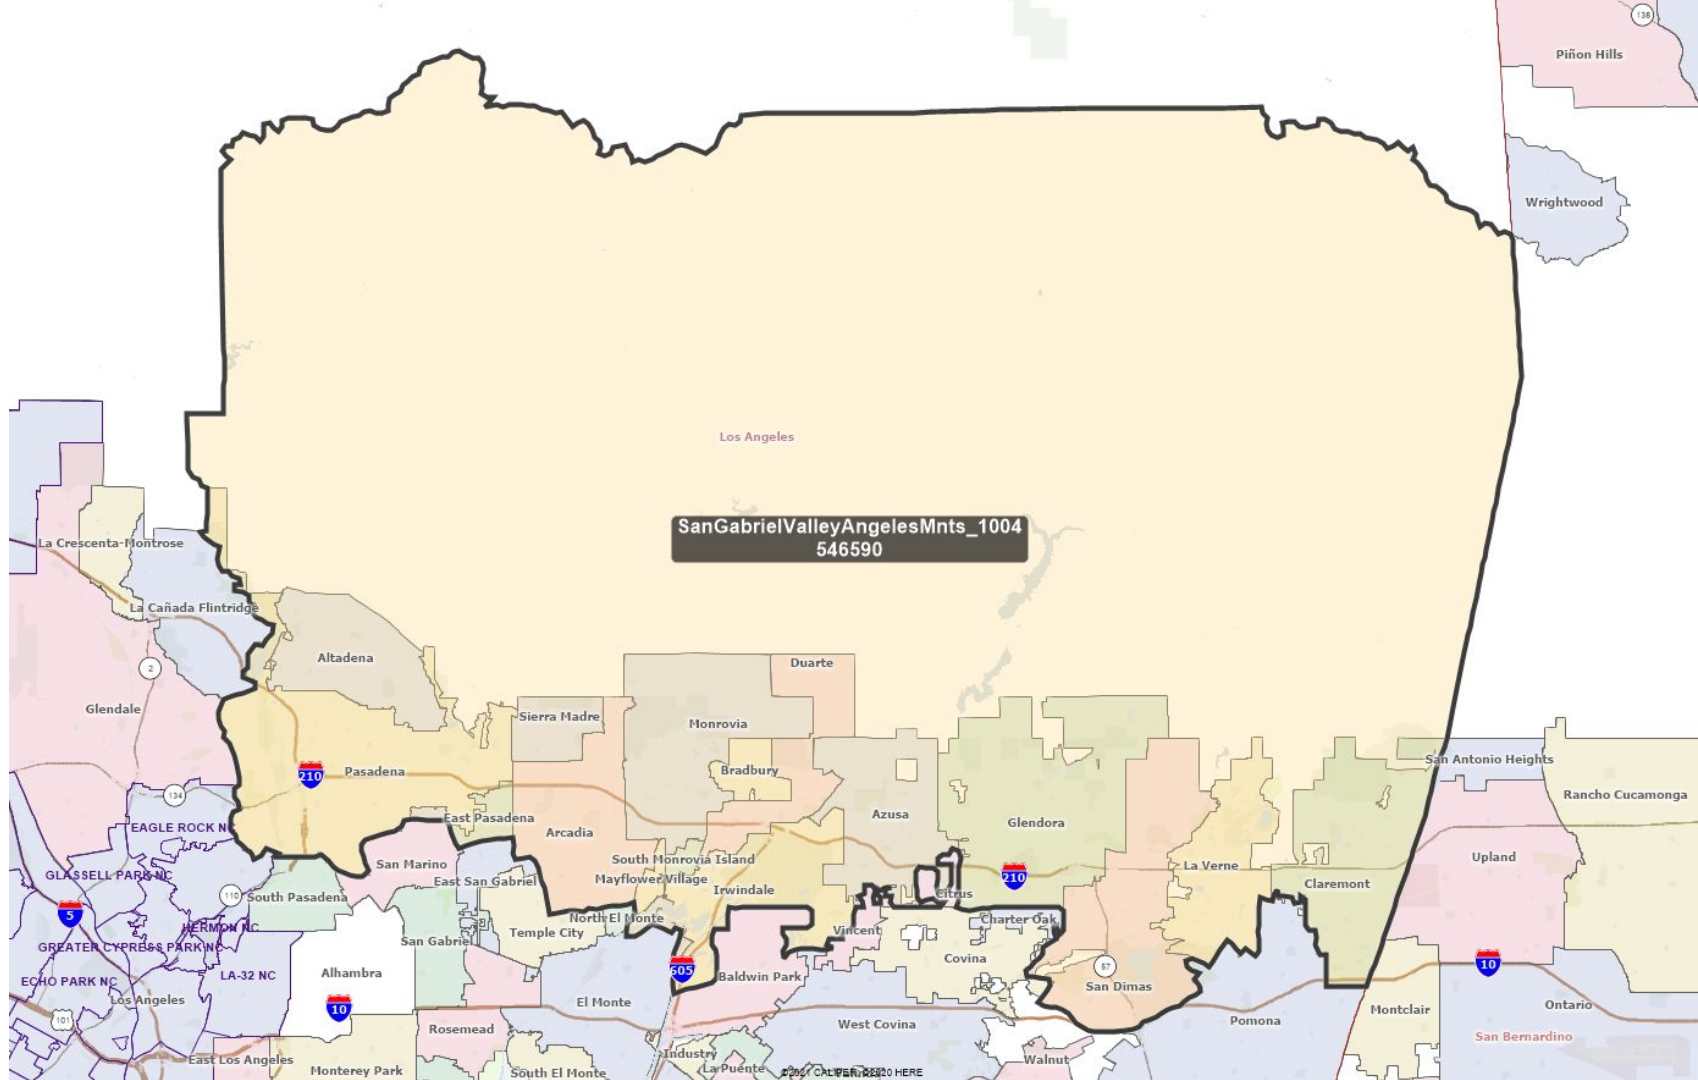 138
Piñon Hills
Wrightwood
Los Angeles
SanGabrielValleyAngelesMnts_1004
546590
La Crescenta-Montrose
La Cañada Flintridge
2
Altadena
Duarte
Glendale
Sierra Madre
Monrovia
San Antonio Heights
210
Pasadena
Bradbury
134
Rancho Cucamonga
Azusa
East Pasadena
Glendora
EAGLE ROCK NC
Arcadia
San Marino
South Monrovia Island
La Verne
Upland
GLASSELL PARK NC
Mayflower Village
210
East San Gabriel
Irwindale
Citrus
Claremont
110
South Pasadena
5
North El Monte
Charter Oak
HERMON NC
Temple City
Vincent
San Gabriel
GREATER CYPRESS PARK NC
Covina
57
10
605
LA-32 NC
Alhambra
Baldwin Park
ECHO PARK NC
San Dimas
Los Angeles
El Monte
Ontario
10
Montclair
101
West Covina
Pomona
Rosemead
San Bernardino
Industry
East Los Angeles
Walnut
Monterey Park
South El Monte
La Puente
©2021 CALIPER; ©2020 HERE